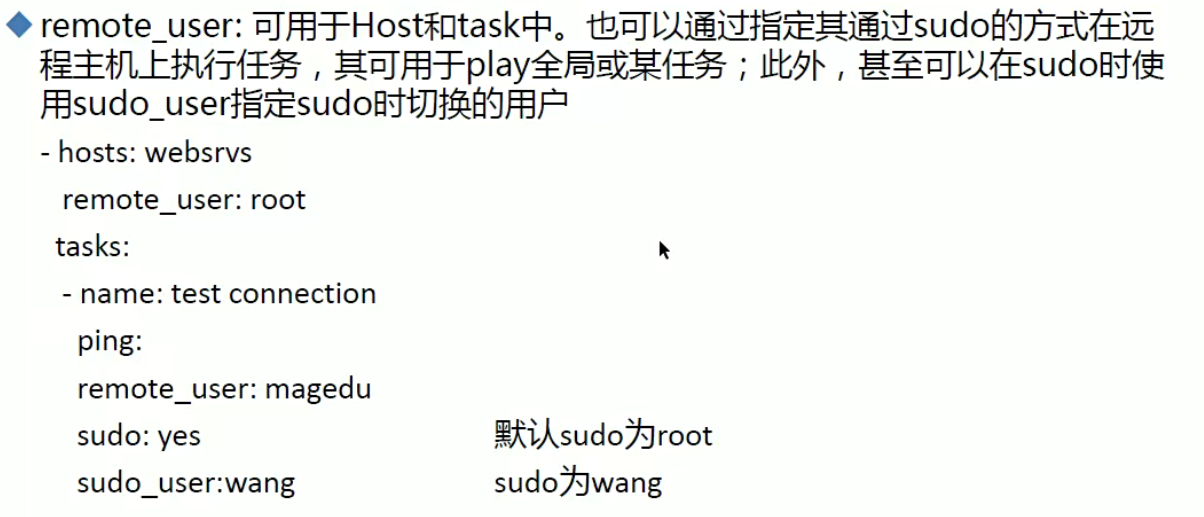 remote_user: 可用于Host和task中。也可以通过指定其通过sudo的方式在远
程主机上执行任务，其可用于play全局或某任务；此外，甚至可以在sudo时使
用sudo_user指定sudo时切换的用户
- hosts: websrvs
remote_user: root
tasks:
- name: test connection
ping:
remote_user: magedu
sudo: yes 默认sudo为root
sudo_user:wang sudo为wang